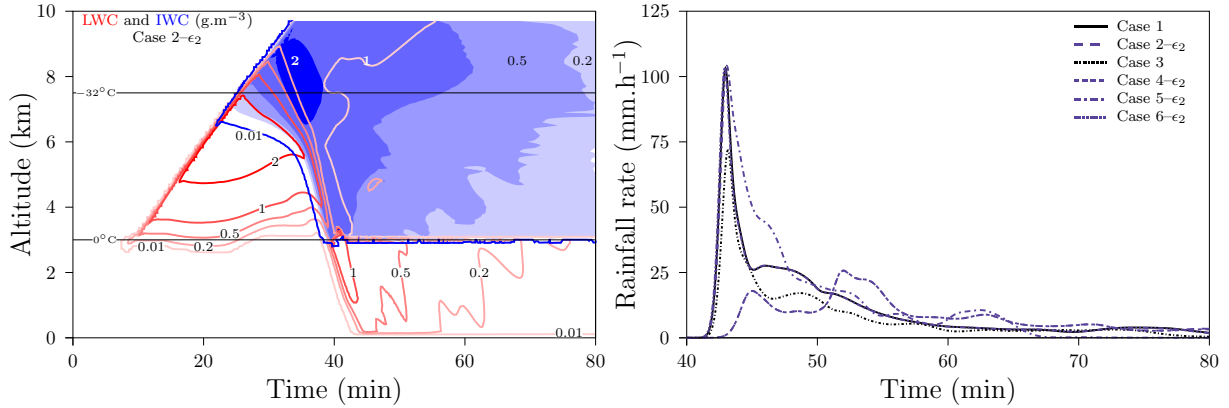 LWC and IWC (g.m⁻³)
Case 2–ϵ₂
10
8
6
4
2
0
Altitude (km)
−32°C
0°C
2
1
0.5
0.2
0.01
2
1
0.5
0.2
0.01
1
0.5
0.2
0.01
0
20
40
60
80
Time (min)
125
100
75
50
25
0
Rainfall rate (mm.h⁻¹)
Case 1
Case 2–ϵ₂
Case 3
Case 4–ϵ₂
Case 5–ϵ₂
Case 6–ϵ₂
40
50
60
70
80
Time (min)